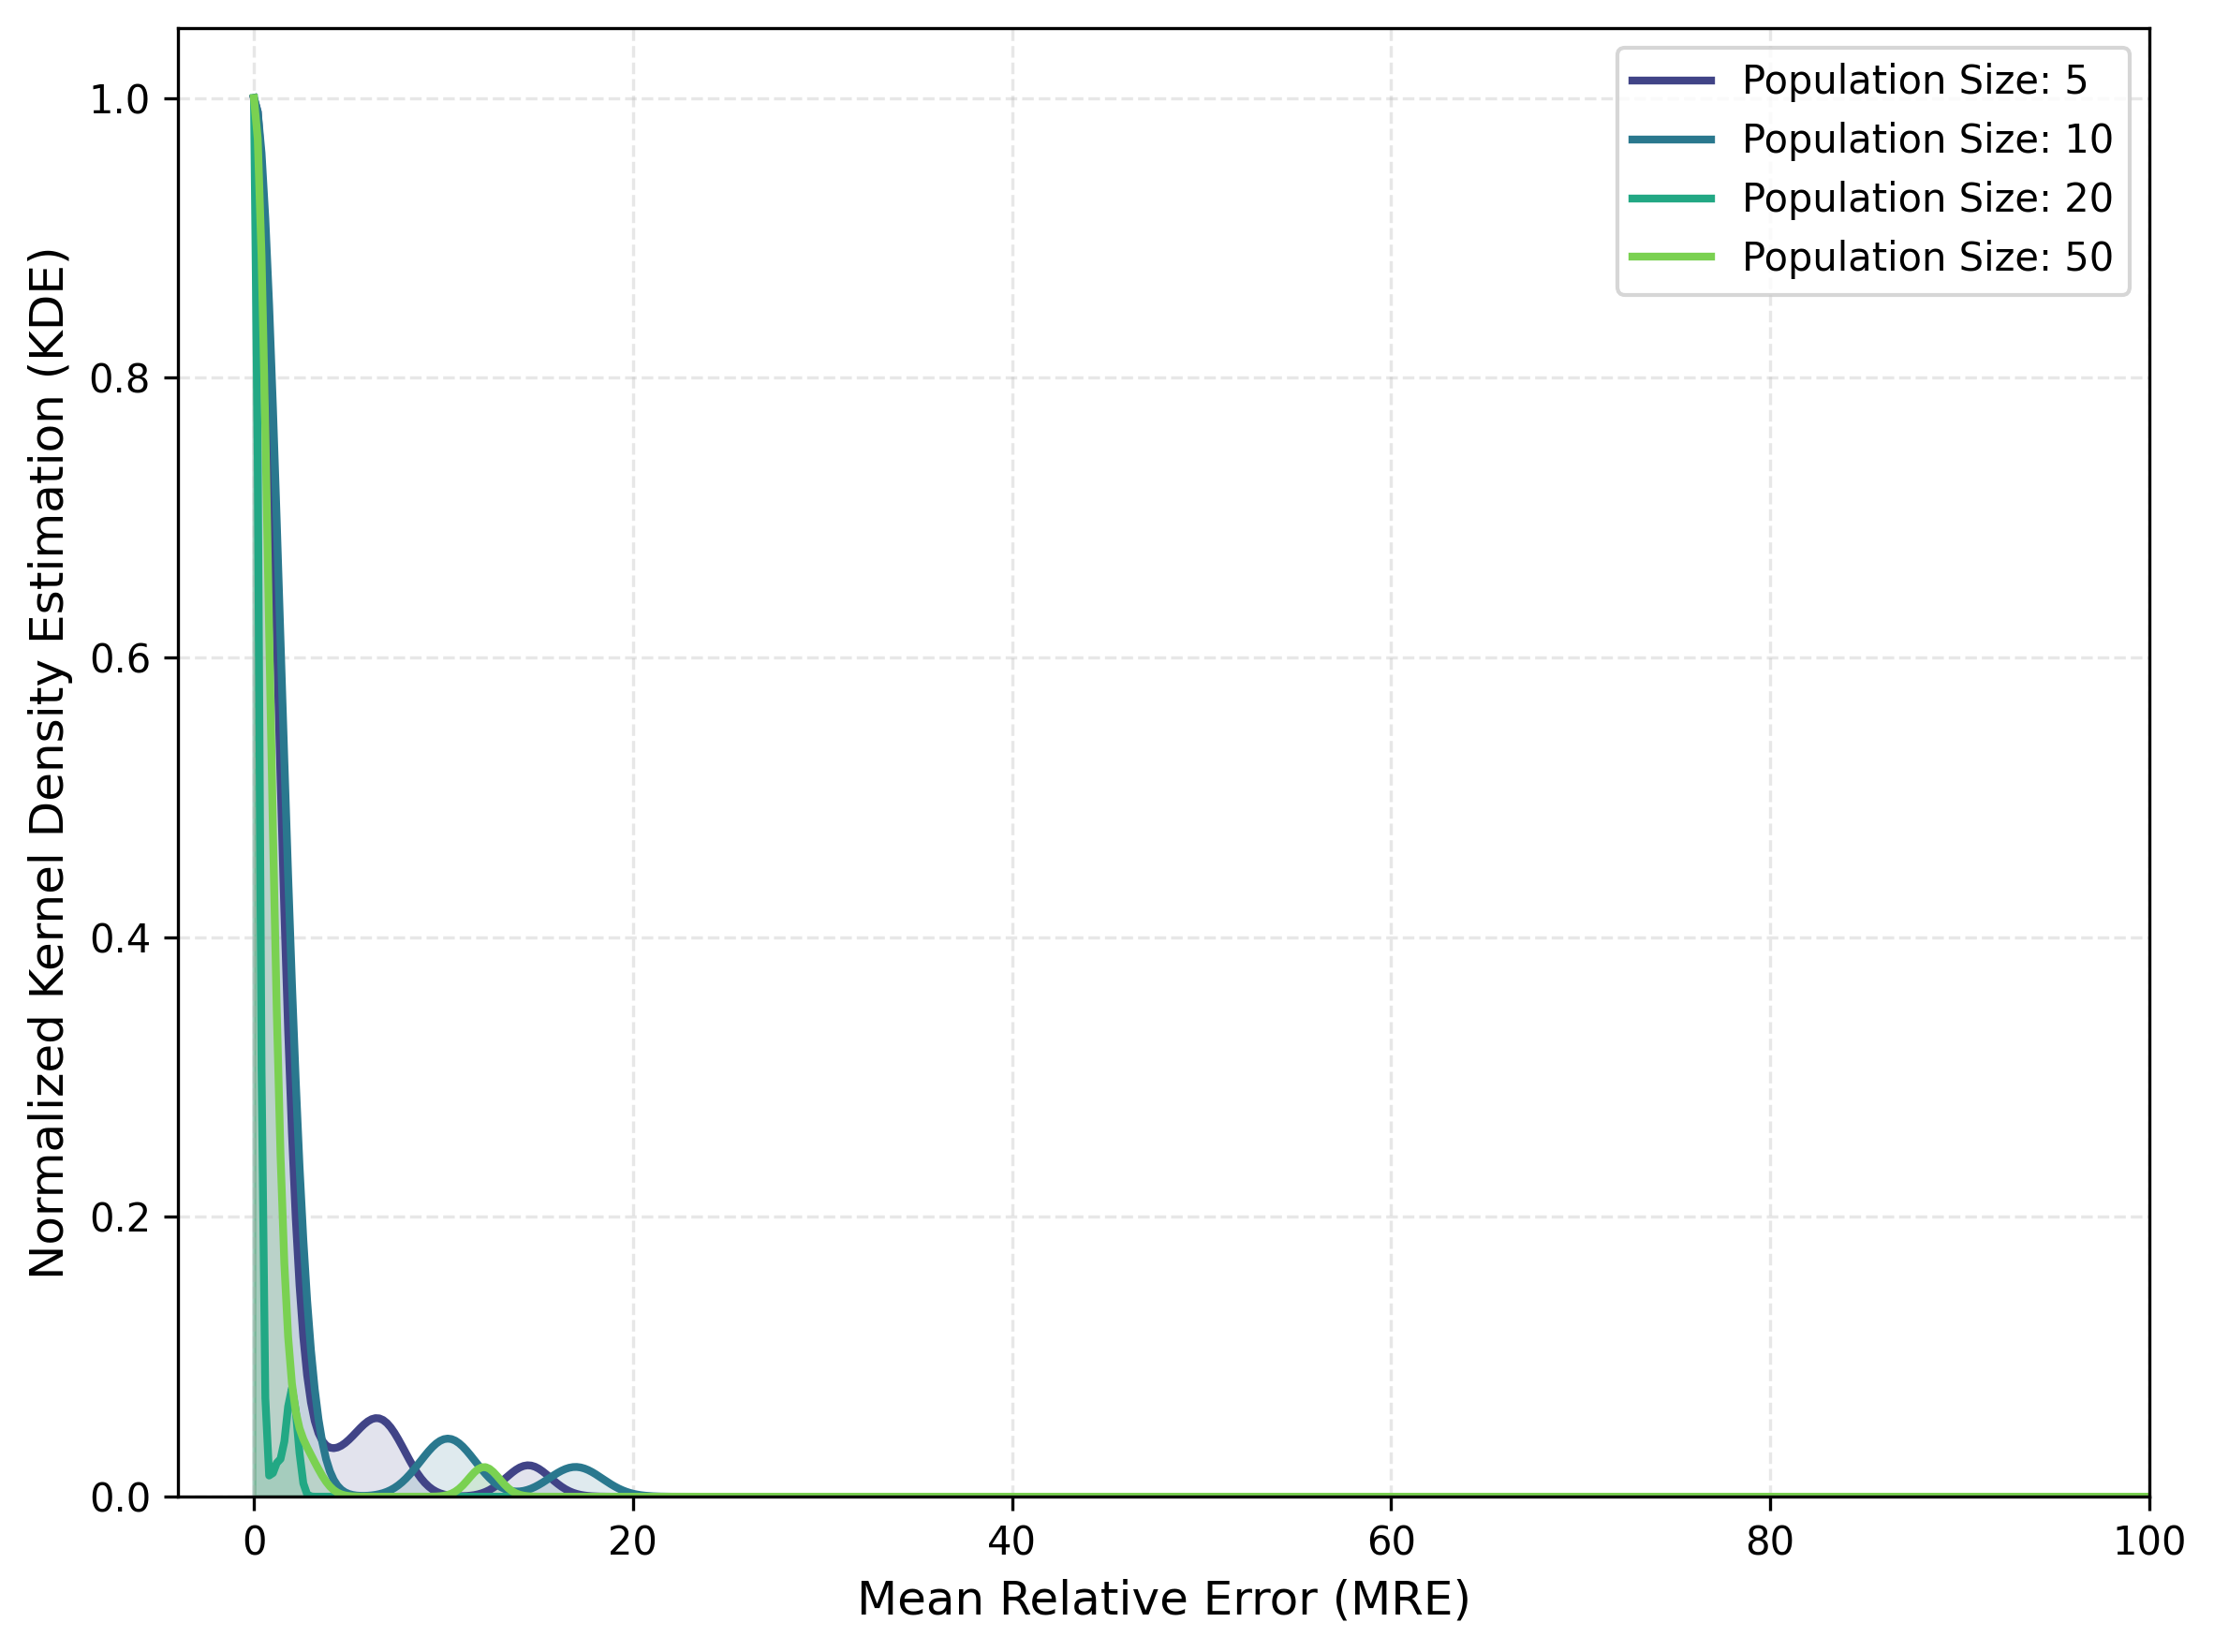 Normalized Kernel Density Estimation (KDE)
1.0
0.8
0.6
0.4
0.2
0.0
Population Size: 5
Population Size: 10
Population Size: 20
Population Size: 50
0 20 40 60 80 100
Mean Relative Error (MRE)